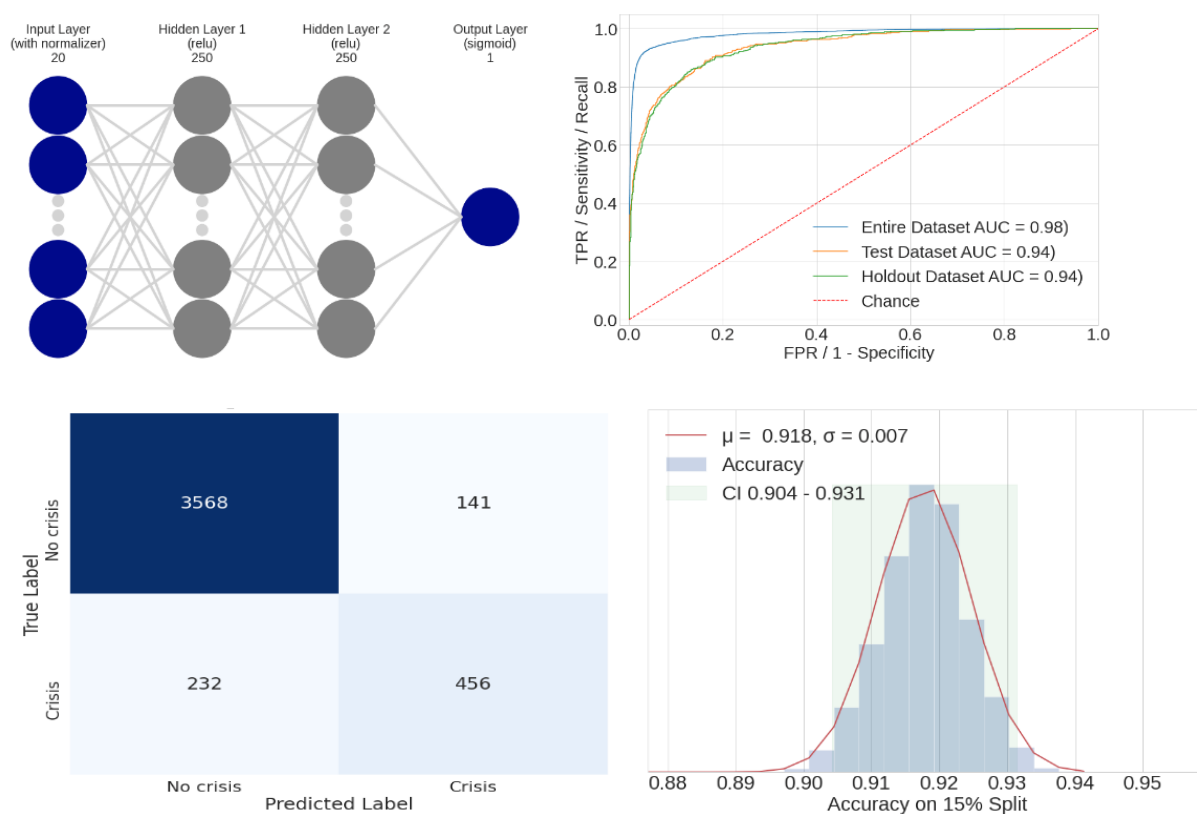 Input Layer
(with normalizer)
20
Hidden Layer 1
(relu)
250
Hidden Layer 2
(relu)
250
Output Layer
(sigmoid)
1
TPR / Sensitivity / Recall
1.0
0.8
0.6
0.4
0.2
0.0
Entire Dataset AUC = 0.98)
Test Dataset AUC = 0.94)
Holdout Dataset AUC = 0.94)
Chance
0.0 0.2 0.4 0.6 0.8 1.0
FPR / 1 - Specificity
True Label
No crisis
Crisis
3568 141
232 456
No crisis Crisis
Predicted Label
μ = 0.918, σ = 0.007
Accuracy
CI 0.904 - 0.931
0.88 0.89 0.90 0.91 0.92 0.93 0.94 0.95
Accuracy on 15% Split